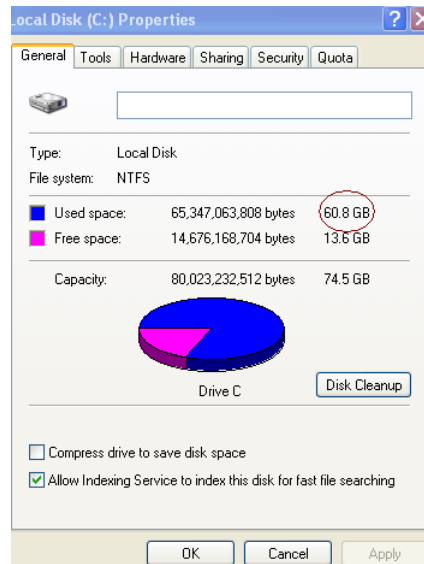 Local Disk (C:) Properties ?
General Tools Hardware Sharing Security Quota
Type: Local Disk
File system: NTFS
Used space: 65,347,063,808 bytes 60.8 GB
Free space: 14,676,168,704 bytes 13.6 GB
Capacity: 80,023,232,512 bytes 74.5 GB
Drive C
Disk Cleanup
Compress drive to save disk space
Allow Indexing Service to index this disk for fast file searching
OK Cancel Apply